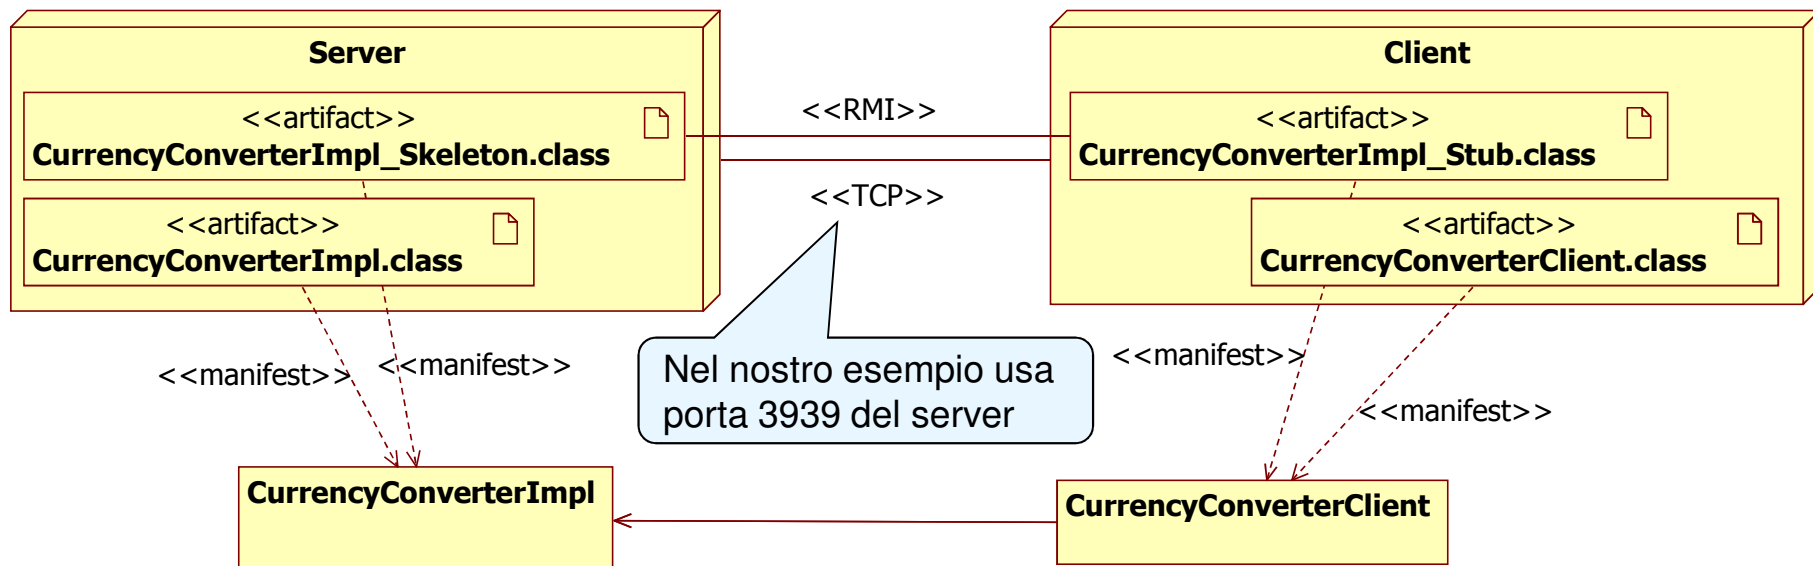 Server
<<artifact>>
CurrencyConverterImpl_Skeleton.class
<<artifact>>
CurrencyConverterImpl.class
<<RMI>>
<<TCP>>
Client
<<artifact>>
CurrencyConverterImpl_Stub.class
<<artifact>>
CurrencyConverterClient.class
<<manifest>>
<<manifest>>
Nel nostro esempio usa
porta 3939 del server
<<manifest>>
<<manifest>>
CurrencyConverterImpl
CurrencyConverterClient